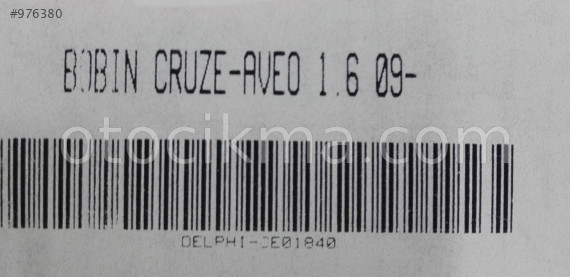 #976380
BOBIN CRUZE-AVEO 1.6 09-
otocikma.com
DELPHI-CE01840